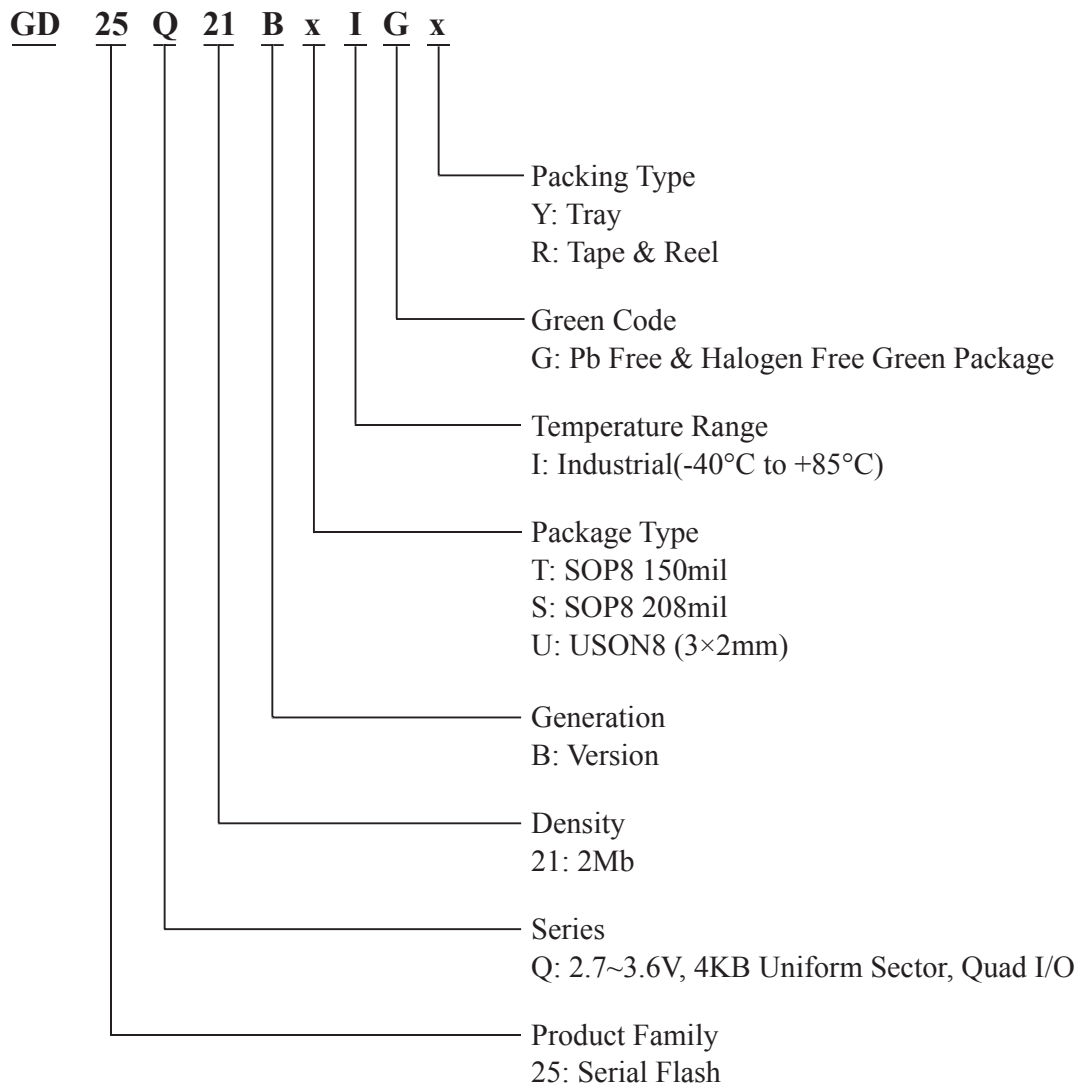 GD 25 Q 21 B x I G x
Packing Type
Y: Tray
R: Tape & Reel
Green Code
G: Pb Free & Halogen Free Green Package
Temperature Range
I: Industrial(-40°C to +85°C)
Package Type
T: SOP8 150mil
S: SOP8 208mil
U: USON8 (3×2mm)
Generation
B: Version
Density
21: 2Mb
Series
Q: 2.7~3.6V, 4KB Uniform Sector, Quad I/O
Product Family
25: Serial Flash